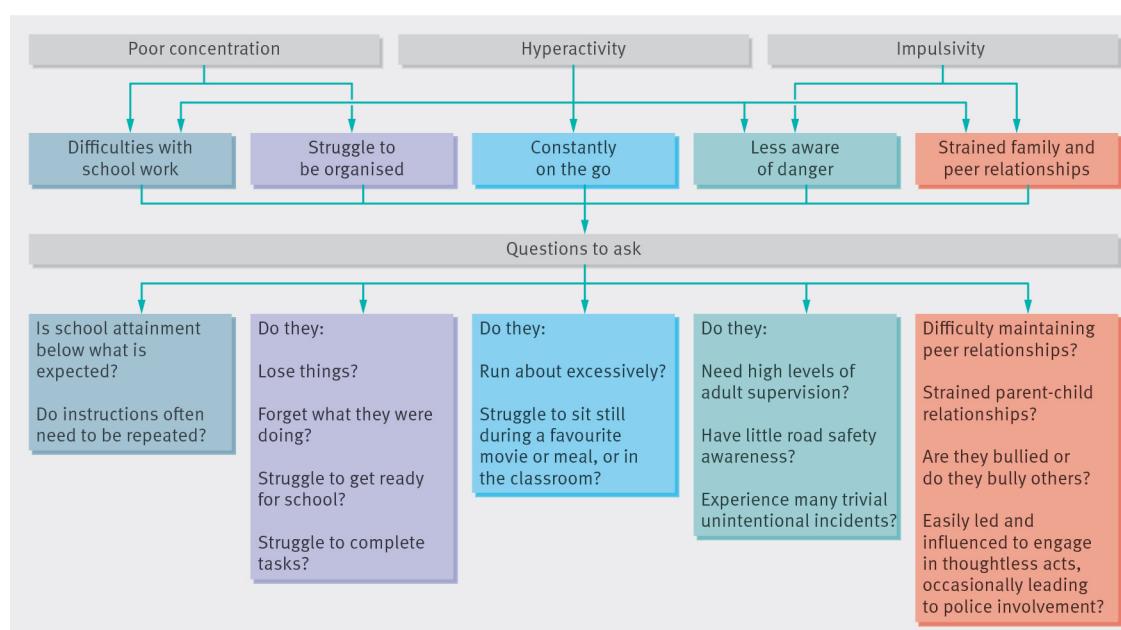 Poor concentration
Hyperactivity
Impulsivity
Difficulties with
school work
Struggle to
be organised
Constantly
on the go
Less aware
of danger
Strained family and
peer relationships
Questions to ask
Is school attainment
below what is
expected?
Do instructions often
need to be repeated?
Do they:
Lose things?
Forget what they were
doing?
Struggle to get ready
for school?
Struggle to complete
tasks?
Do they:
Run about excessively?
Struggle to sit still
during a favourite
movie or meal, or in
the classroom?
Do they:
Need high levels of
adult supervision?
Have little road safety
awareness?
Experience many trivial
unintentional incidents?
Difficulty maintaining
peer relationships?
Strained parent-child
relationships?
Are they bullied or
do they bully others?
Easily led and
influenced to engage
in thoughtless acts,
occasionally leading
to police involvement?